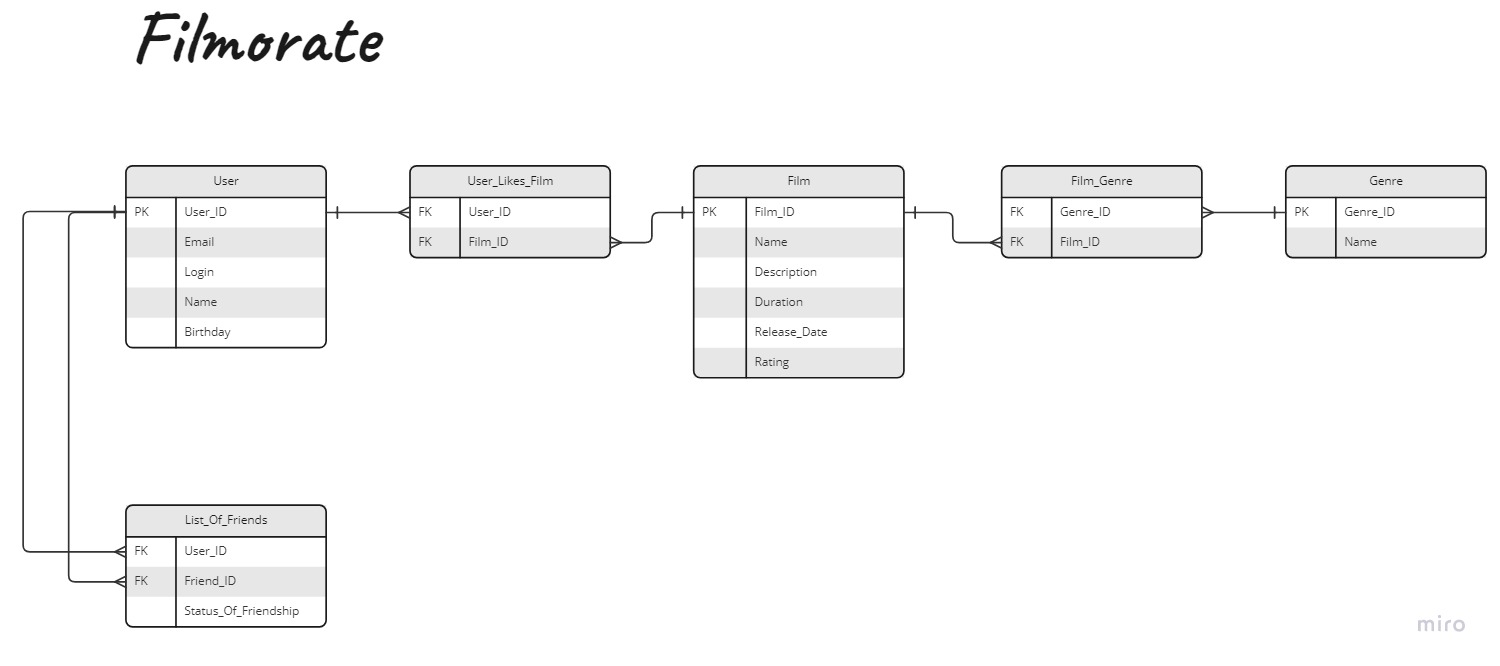 Filmorate
User
PK User_ID
Email
Login
Name
Birthday
User_Likes_Film
FK User_ID
FK Film_ID
Film
PK Film_ID
Name
Description
Duration
Release_Date
Rating
Film_Genre
FK Genre_ID
FK Film_ID
Genre
PK Genre_ID
Name
List_Of_Friends
FK User_ID
FK Friend_ID
Status_Of_Friendship
miro